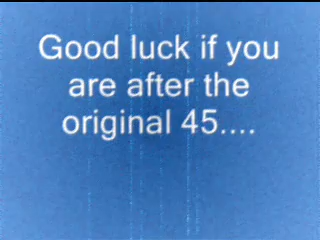 Good luck if you
are after the
original 45....